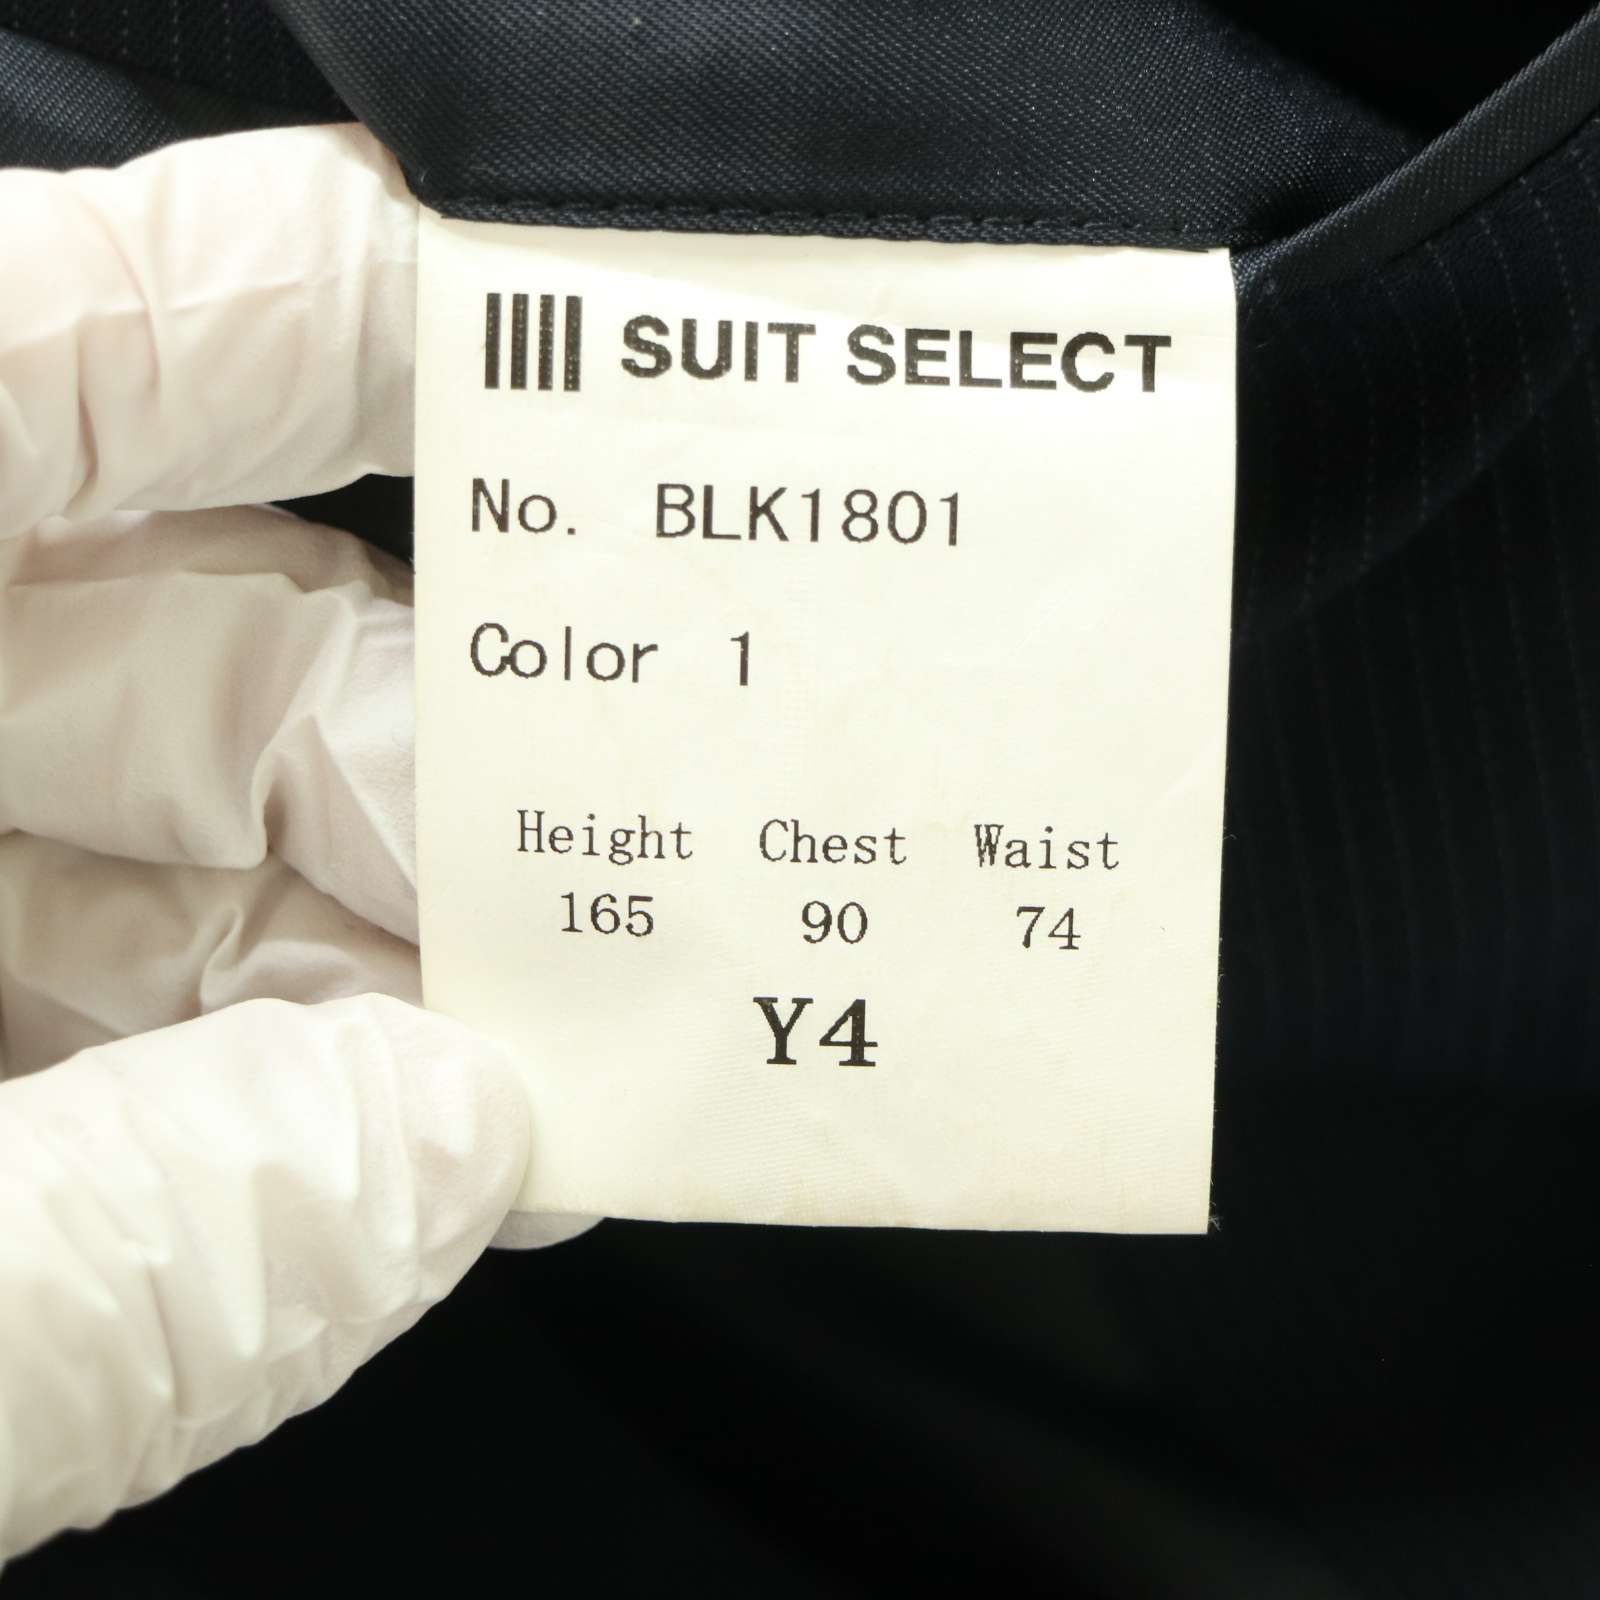 SUIT SELECT
No. BLK1801
Color 1
Height Chest Waist
165 90 74
Y4